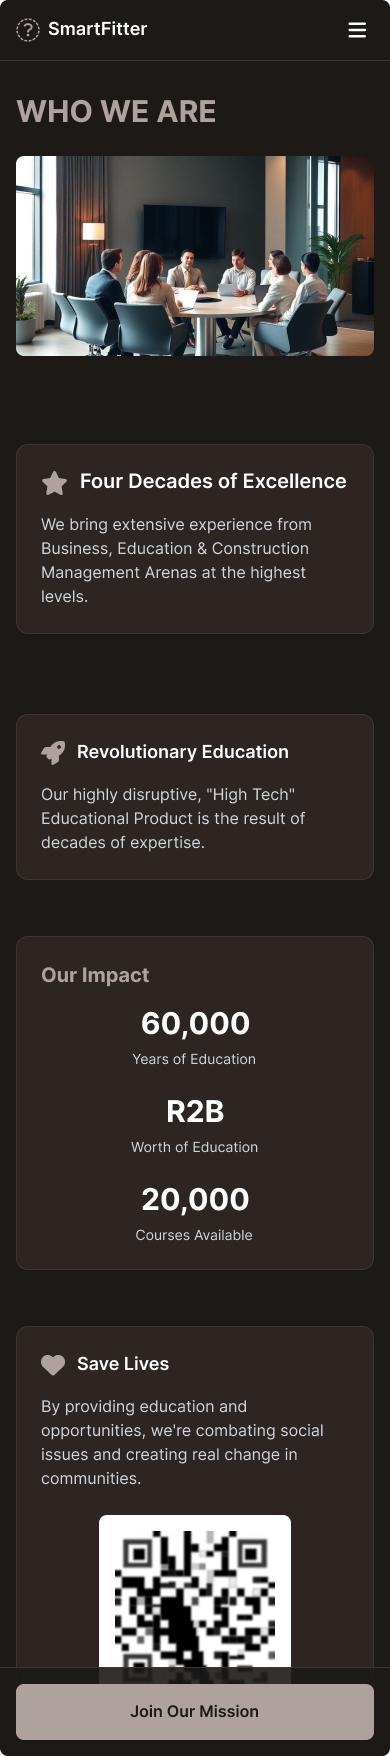 SmartFitter
WHO WE ARE
Four Decades of Excellence
We bring extensive experience from
Business, Education & Construction
Management Arenas at the highest
levels.
Revolutionary Education
Our highly disruptive, "High Tech"
Educational Product is the result of
decades of expertise.
Our Impact
60,000
Years of Education
R2B
Worth of Education
20,000
Courses Available
Save Lives
By providing education and
opportunities, we're combating social
issues and creating real change in
communities.
Join Our Mission